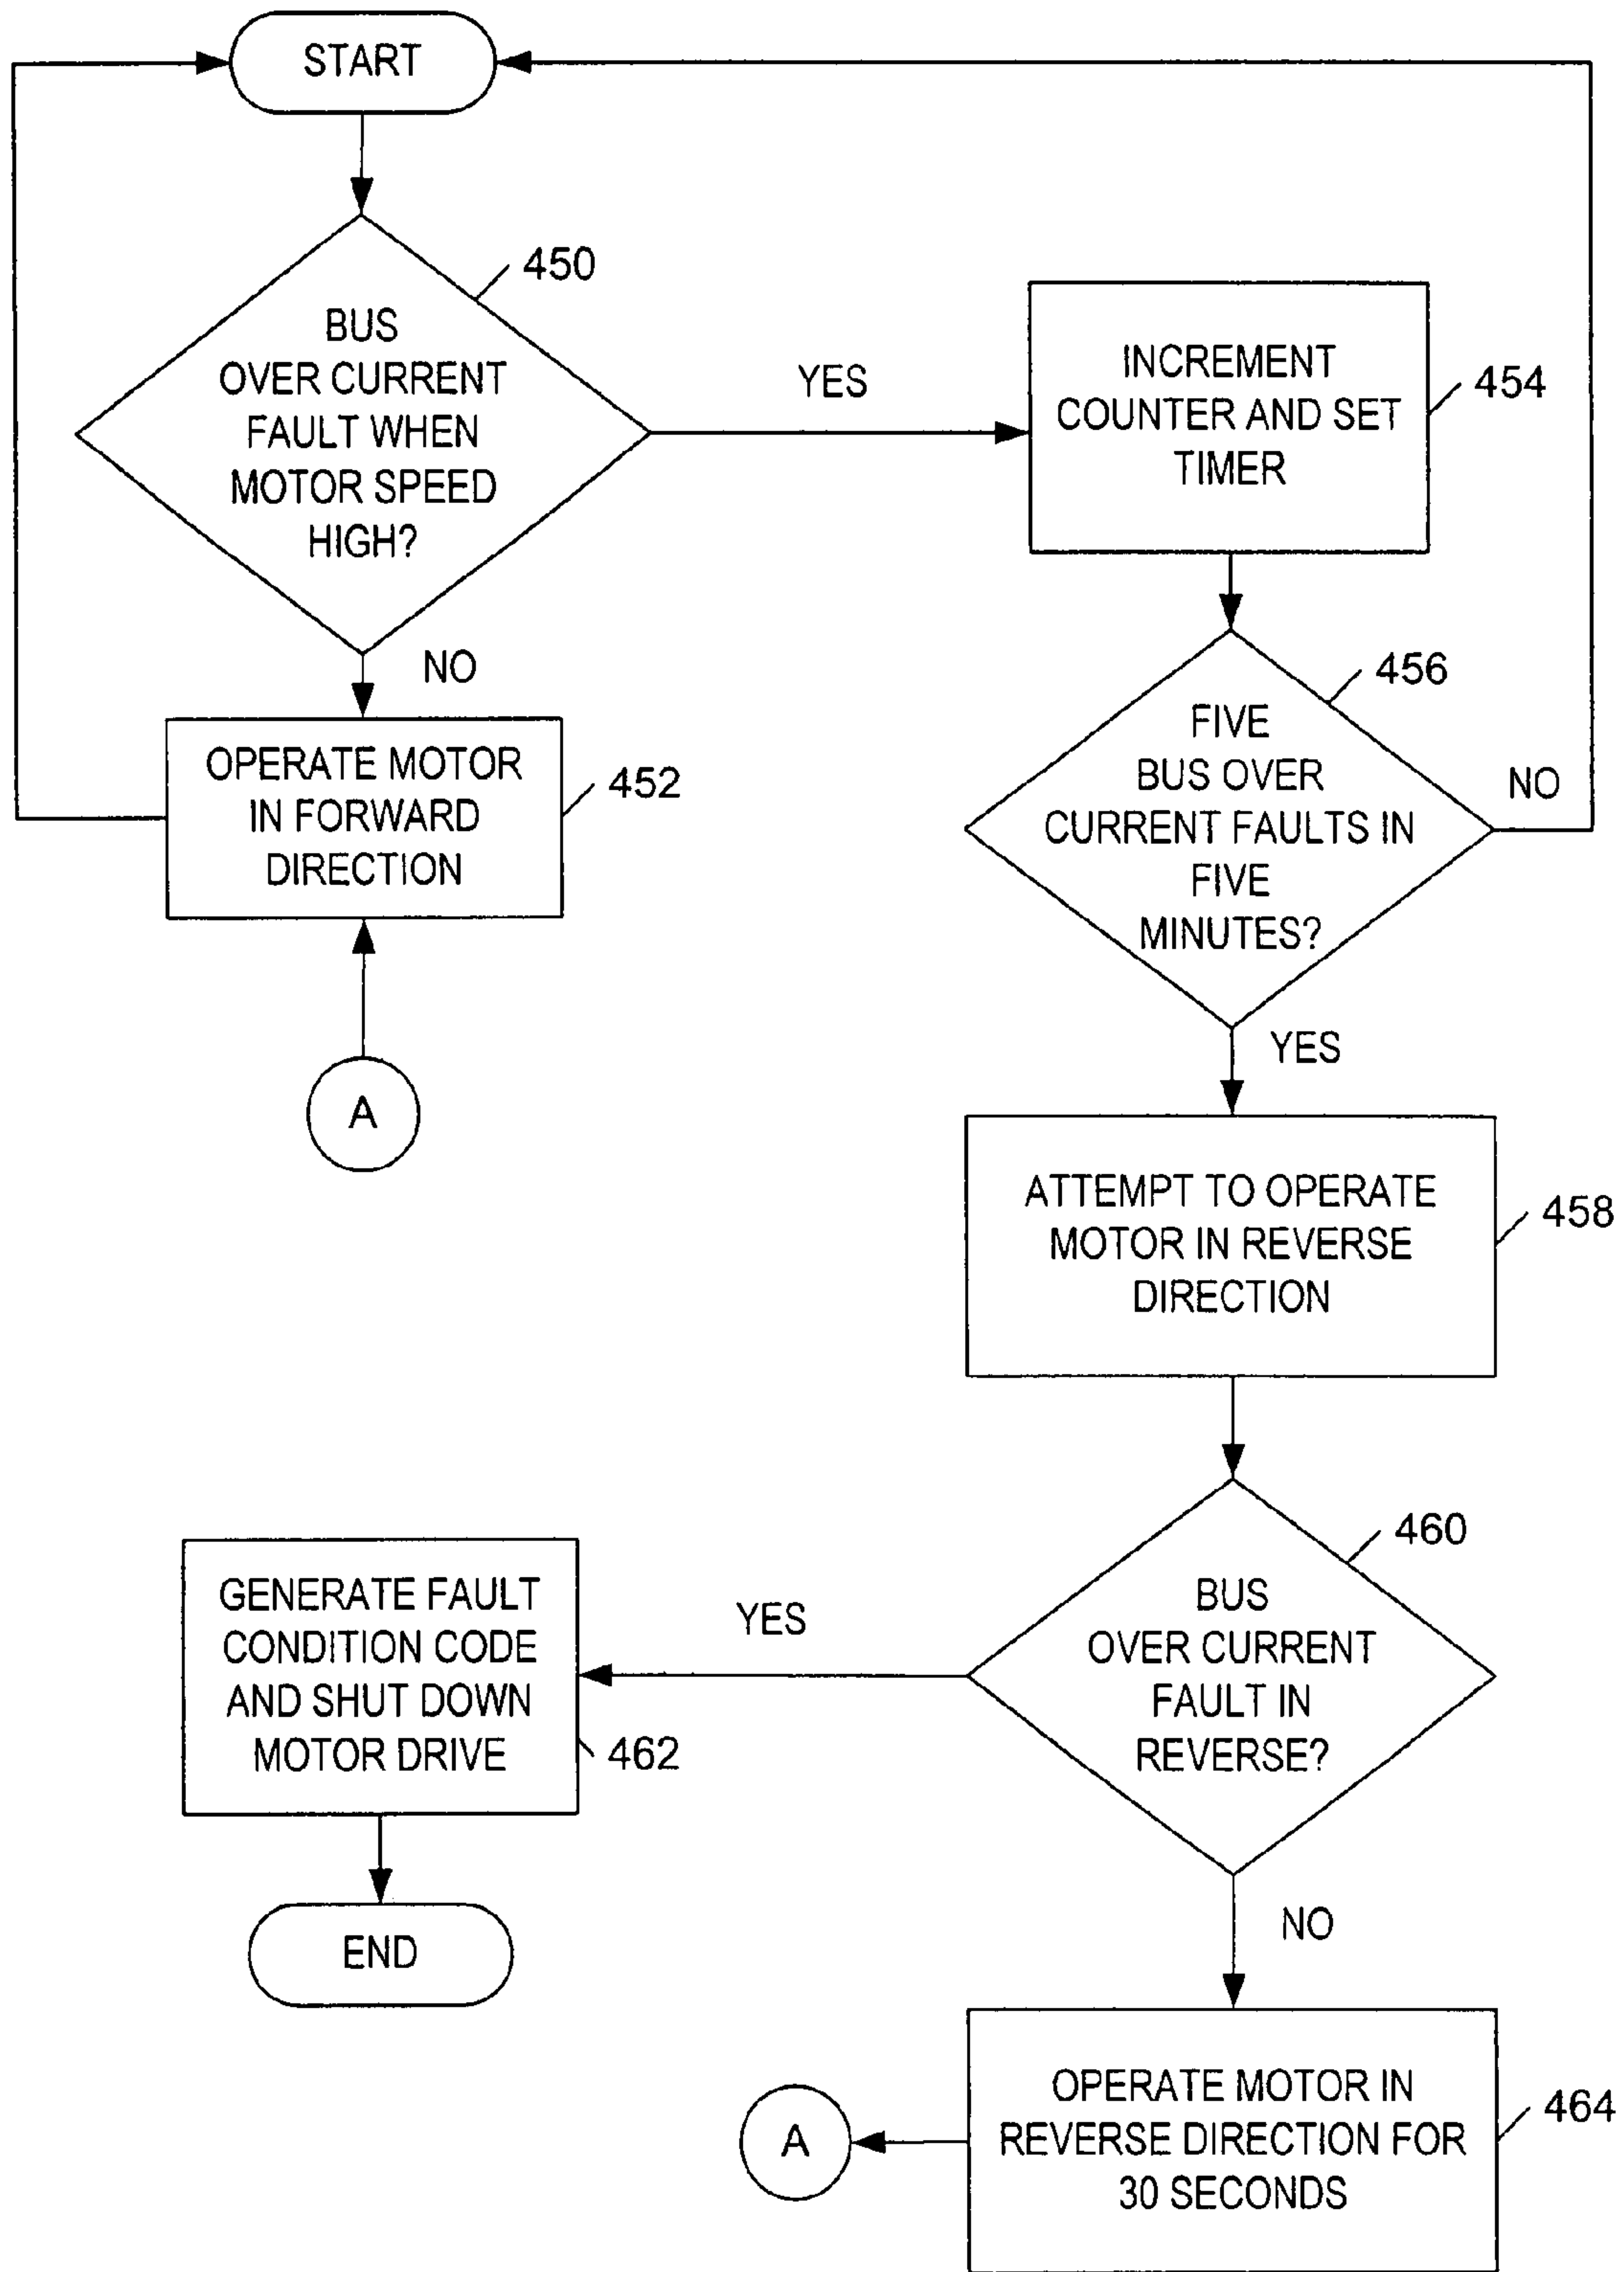 START
450
BUS
OVER CURRENT
FAULT WHEN
MOTOR SPEED
HIGH?
YES
INCREMENT
COUNTER AND SET
TIMER
454
NO
OPERATE MOTOR
IN FORWARD
DIRECTION
452
A
456
FIVE
BUS OVER
CURRENT FAULTS IN
FIVE
MINUTES?
NO
YES
ATTEMPT TO OPERATE
MOTOR IN REVERSE
DIRECTION
458
460
BUS
OVER CURRENT
FAULT IN
REVERSE?
YES
GENERATE FAULT
CONDITION CODE
AND SHUT DOWN
MOTOR DRIVE
462
END
NO
OPERATE MOTOR IN
REVERSE DIRECTION FOR
30 SECONDS
464
A